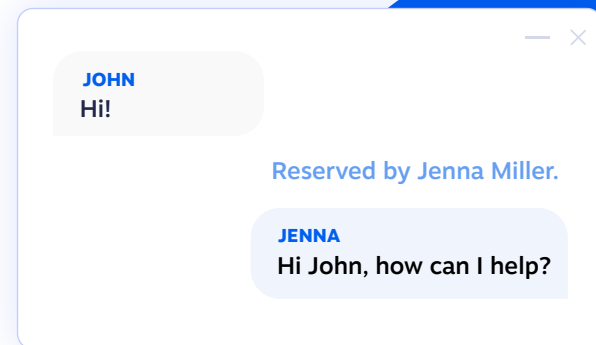 JOHN
Hi!
Reserved by Jenna Miller.
JENNA
Hi John, how can I help?